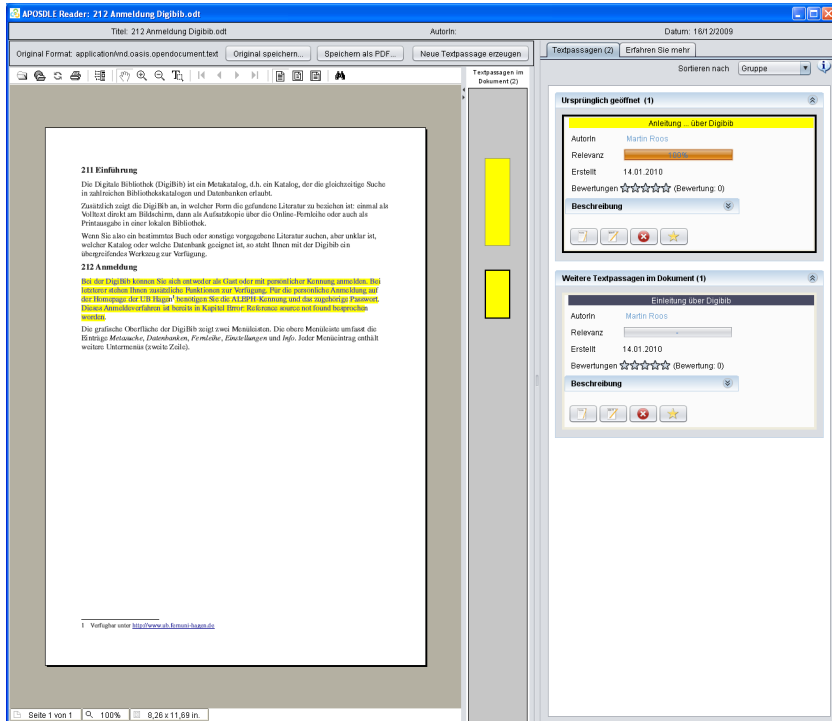 APOSDLE Reader: 212 Anmeldung Digibib.odt
Titel: 212 Anmeldung Digibib.odt
AutorIn:
Datum: 16/12/2009
Original Format: application/vnd.oasis.opendocument.text
Original speichern...
Speichern als PDF...
Neue Textpassage erzeugen
Textpassagen im
Dokument (2)
211 Einführung
Die Digitale Bibliothek (DigiBib) ist ein Metakatalog, d.h. ein Katalog, der die gleichzeitige Suche
in zahlreichen Bibliothekskatalogen und Datenbanken erlaubt.
Zusätzlich zeigt die DigiBib an, in welcher Form die gefundene Literatur zu beziehen ist: einmal als
Volltext direkt am Bildschirm, dann als Aufsatzkopie über die Online-Fernleihe oder auch als
Printausgabe in einer lokalen Bibliothek.
Wenn Sie also ein bestimmtes Buch oder sonstige vorgegebene Literatur suchen, aber unklar ist,
welcher Katalog oder welche Datenbank geeignet ist, so steht Ihnen mit der Digibib ein
übergreifendes Werkzeug zur Verfügung.
212 Anmeldung
Bei der DigiBib können Sie sich entweder als Gast oder mit persönlicher Kennung anmelden. Bei
letzterer stehen Ihnen zusätzliche Funktionen zur Verfügung. Für die persönliche Anmeldung auf
der Homepage der UB Hagen1 benötigen Sie die ALEPH-Kennung und das zugehörige Passwort.
Dieses Anmeldeverfahren ist bereits in Kapitel Error: Reference source not found besprochen
worden.
Die grafische Oberfläche der DigiBib zeigt zwei Menüleisten. Die obere Menüleiste umfasst die
Einträge Metasuche, Datenbanken, Fernleihe, Einstellungen und Info. Jeder Menüeintrag enthält
weitere Untermenüs (zweite Zeile).
1 Verfügbar unter http://www.ub.fernuni-hagen.de
Seite 1 von 1
100%
8,26 x 11,69 in.
Textpassagen (2)
Erfahren Sie mehr
Sortieren nach
Gruppe
Ursprünglich geöffnet (1)
Anleitung ... über Digibib
AutorIn
Martin Roos
Relevanz
100%
Erstellt
14.01.2010
Bewertungen
(Bewertung: 0)
Beschreibung
Weitere Textpassagen im Dokument (1)
Einleitung über Digibib
AutorIn
Martin Roos
Relevanz
-
Erstellt
14.01.2010
Bewertungen
(Bewertung: 0)
Beschreibung